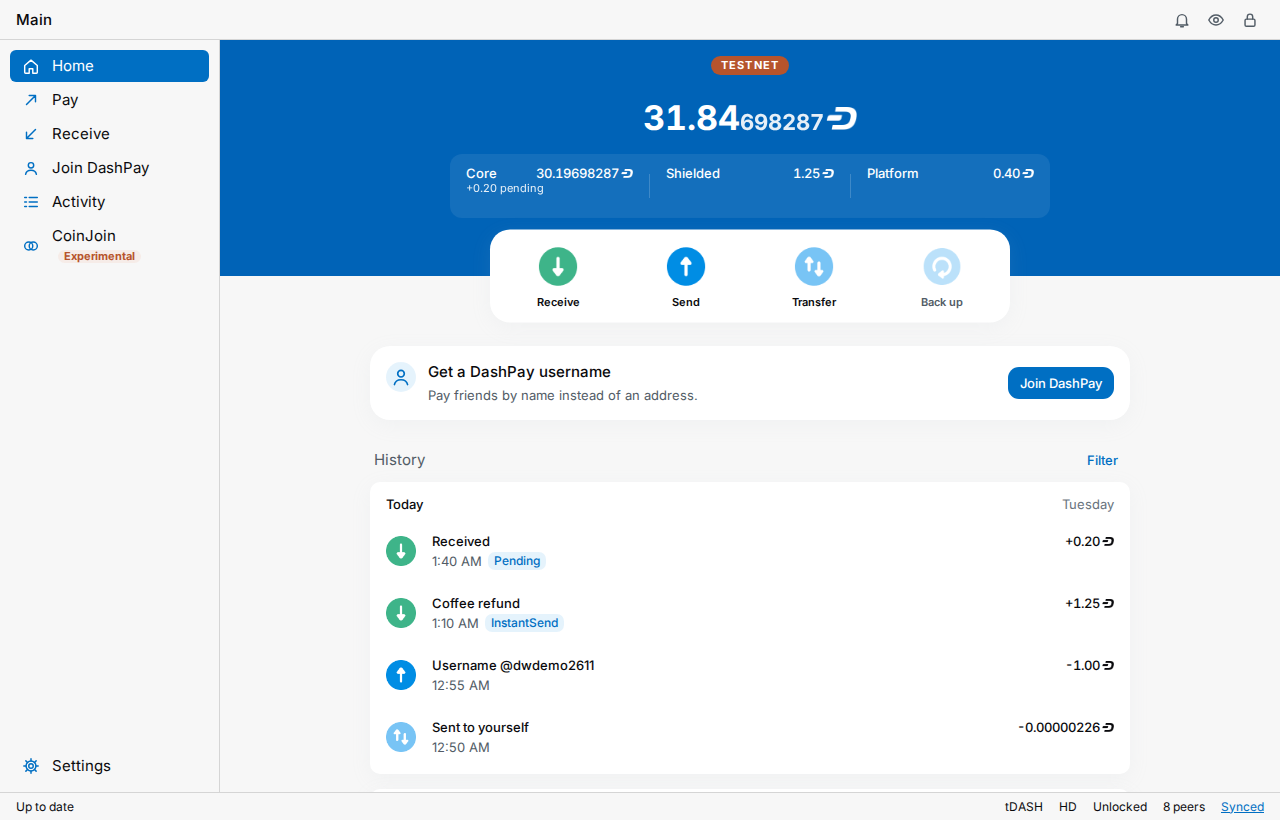 Main
Home
Pay
Receive
Join DashPay
Activity
CoinJoin
Experimental
Settings
TESTNET
31.84698287
Core 30.19698287
+0.20 pending
Shielded 1.25
Platform 0.40
Receive
Send
Transfer
Back up
Get a DashPay username
Pay friends by name instead of an address.
Join DashPay
History
Filter
Today
Tuesday
Received
+0.20
1:40 AM Pending
Coffee refund
+1.25
1:10 AM InstantSend
Username @dwdemo2611
-1.00
12:55 AM
Sent to yourself
-0.00000226
12:50 AM
Up to date
tDASH HD Unlocked 8 peers Synced